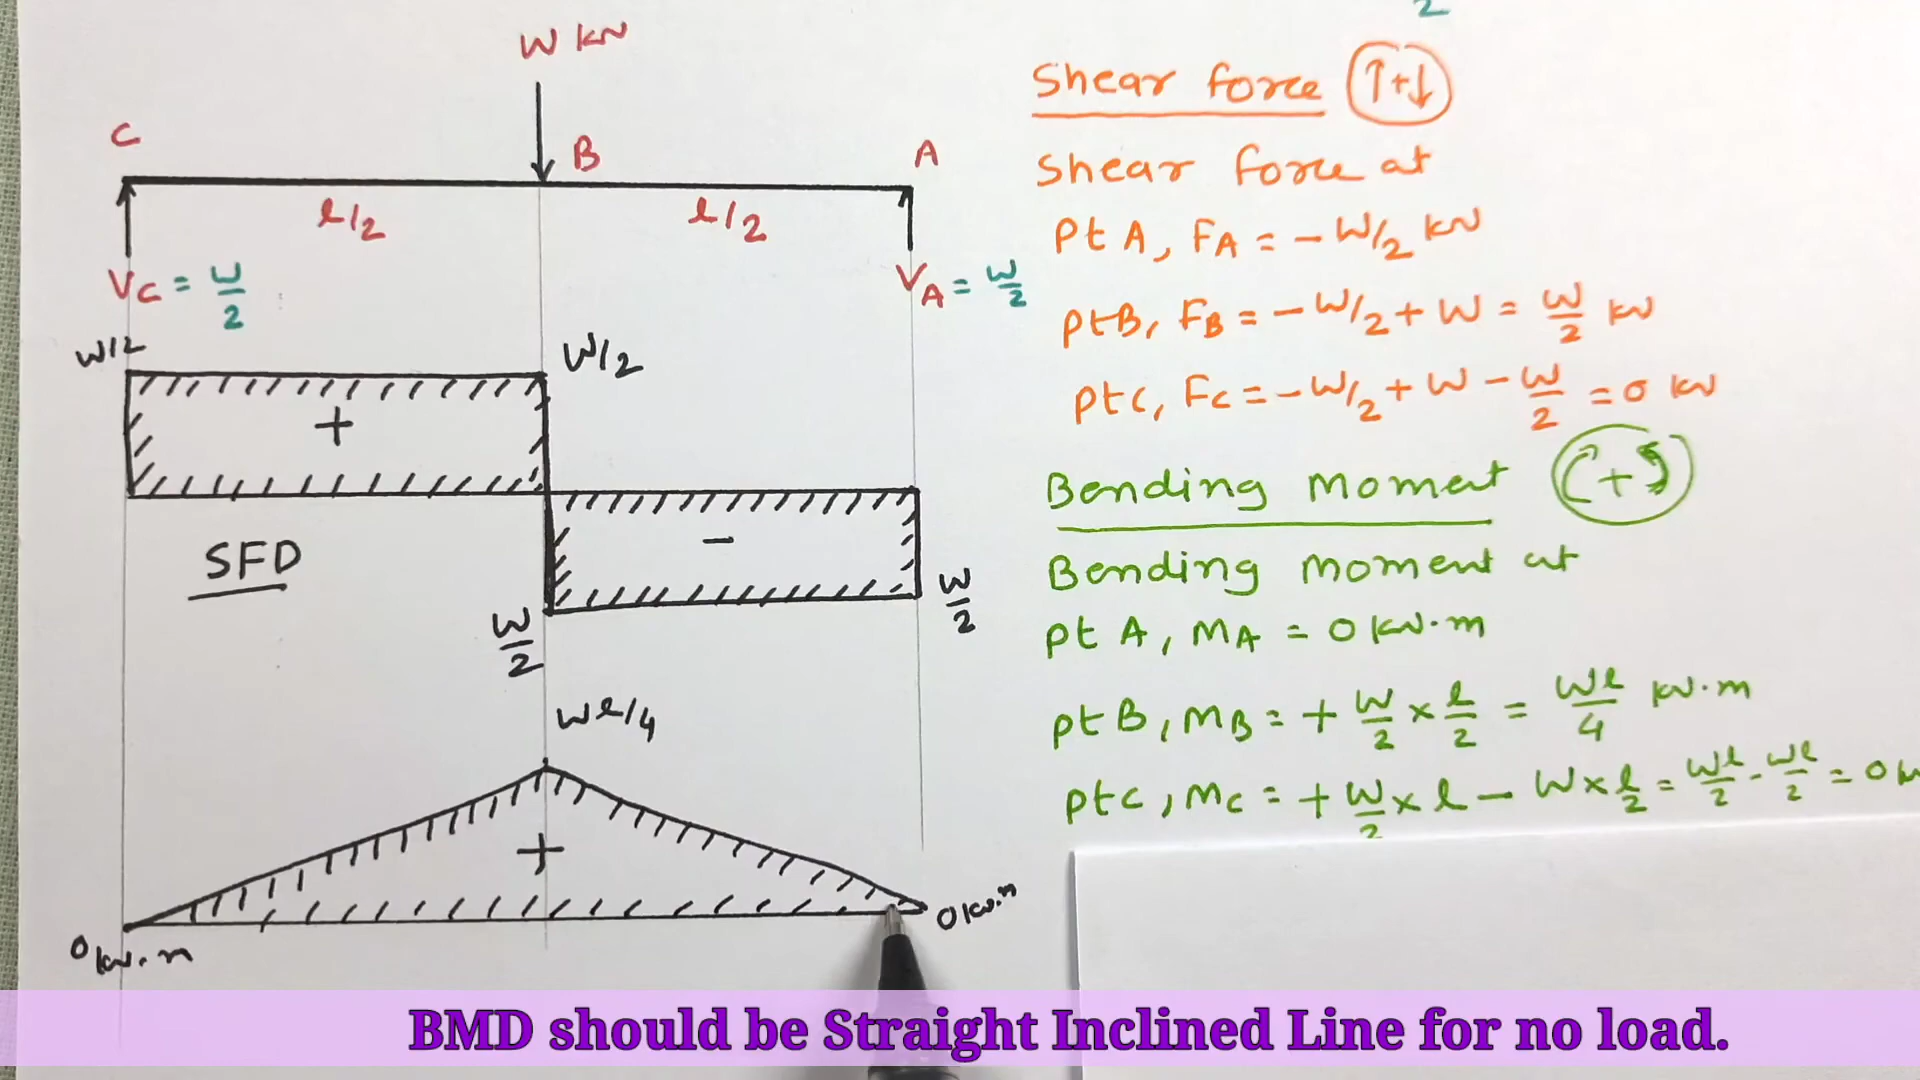 W kN
C
B
A
l/2
l/2
VC = W/2
VA = W/2
W/2
W/2
+
-
SFD
W/2
W/2
Wl/4
+
0 kN.m
0 kN.m
2
Shear force (↑+↓)
Shear force at
Pt A, FA = - W/2 kN
Pt B, FB = - W/2 + W = W/2 kN
Pt C, FC = - W/2 + W - W/2 = 0 kN
Bending Moment (+)
Bending Moment at
pt A, MA = 0 kN.m
pt B, MB = + W/2 x l/2 = Wl/4 kN.m
pt C, MC = + W/2 x l - W x l/2 = Wl/2 - Wl/2 = 0
BMD should be Straight Inclined Line for no load.